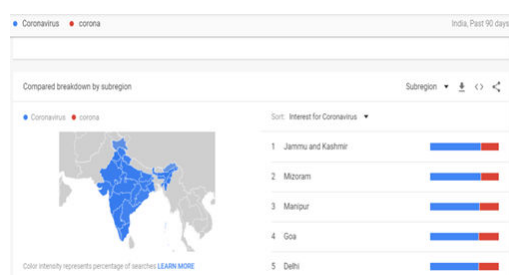 Coronavirus corona India, Past 90 days
Compared breakdown by subregion Subregion
Coronavirus corona Sort: Interest for Coronavirus
1 Jammu and Kashmir
2 Mizoram
3 Manipur
4 Goa
5 Delhi
Color intensity represents percentage of searches LEARN MORE